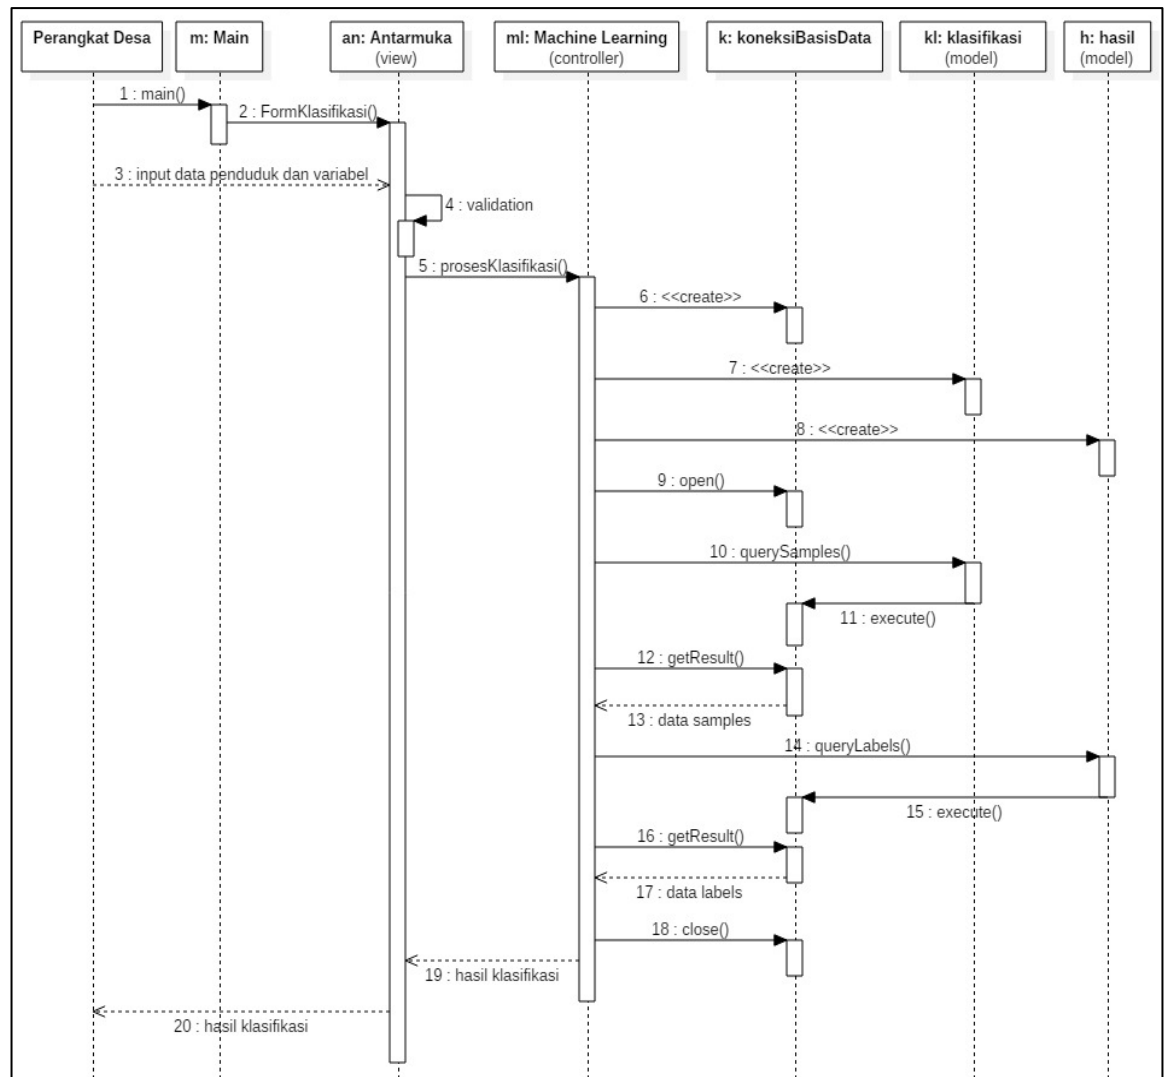 Perangkat Desa
m: Main
an: Antarmuka
(view)
ml: Machine Learning
(controller)
k: koneksiBasisData
kl: klasifikasi
(model)
h: hasil
(model)
1 : main()
2 : FormKlasifikasi()
3 : input data penduduk dan variabel
4 : validation
5 : prosesKlasifikasi()
6 : <<create>>
7 : <<create>>
8 : <<create>>
9 : open()
10 : querySamples()
11 : execute()
12 : getResult()
13 : data samples
14 : queryLabels()
15 : execute()
16 : getResult()
17 : data labels
18 : close()
19 : hasil klasifikasi
20 : hasil klasifikasi